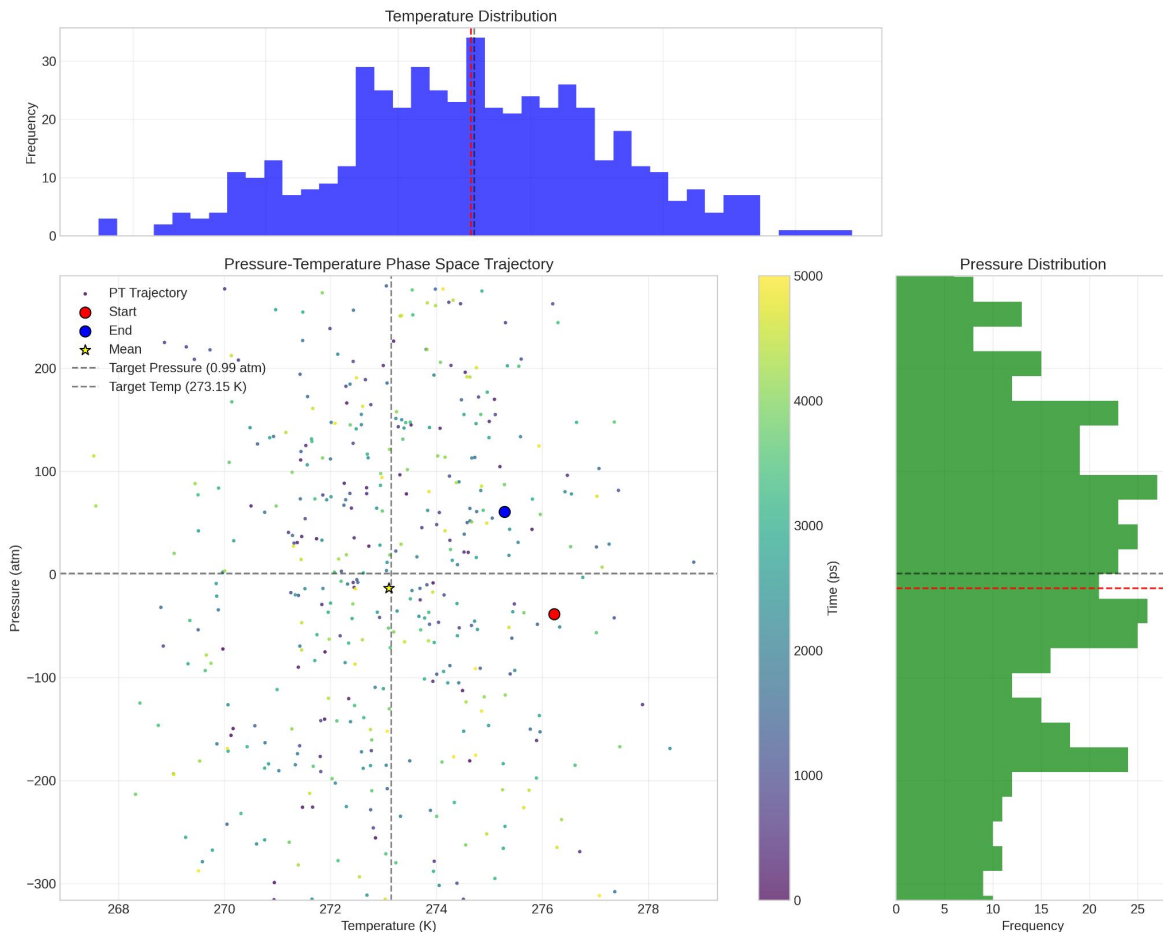 Temperature Distribution
30
20
10
0
Frequency
Pressure-Temperature Phase Space Trajectory
PT Trajectory
Start
End
Mean
Target Pressure (0.99 atm)
Target Temp (273.15 K)
200
100
0
−100
−200
−300
Pressure (atm)
268 270 272 274 276 278
Temperature (K)
5000
4000
3000
2000
1000
0
Time (ps)
Pressure Distribution
0 5 10 15 20 25
Frequency